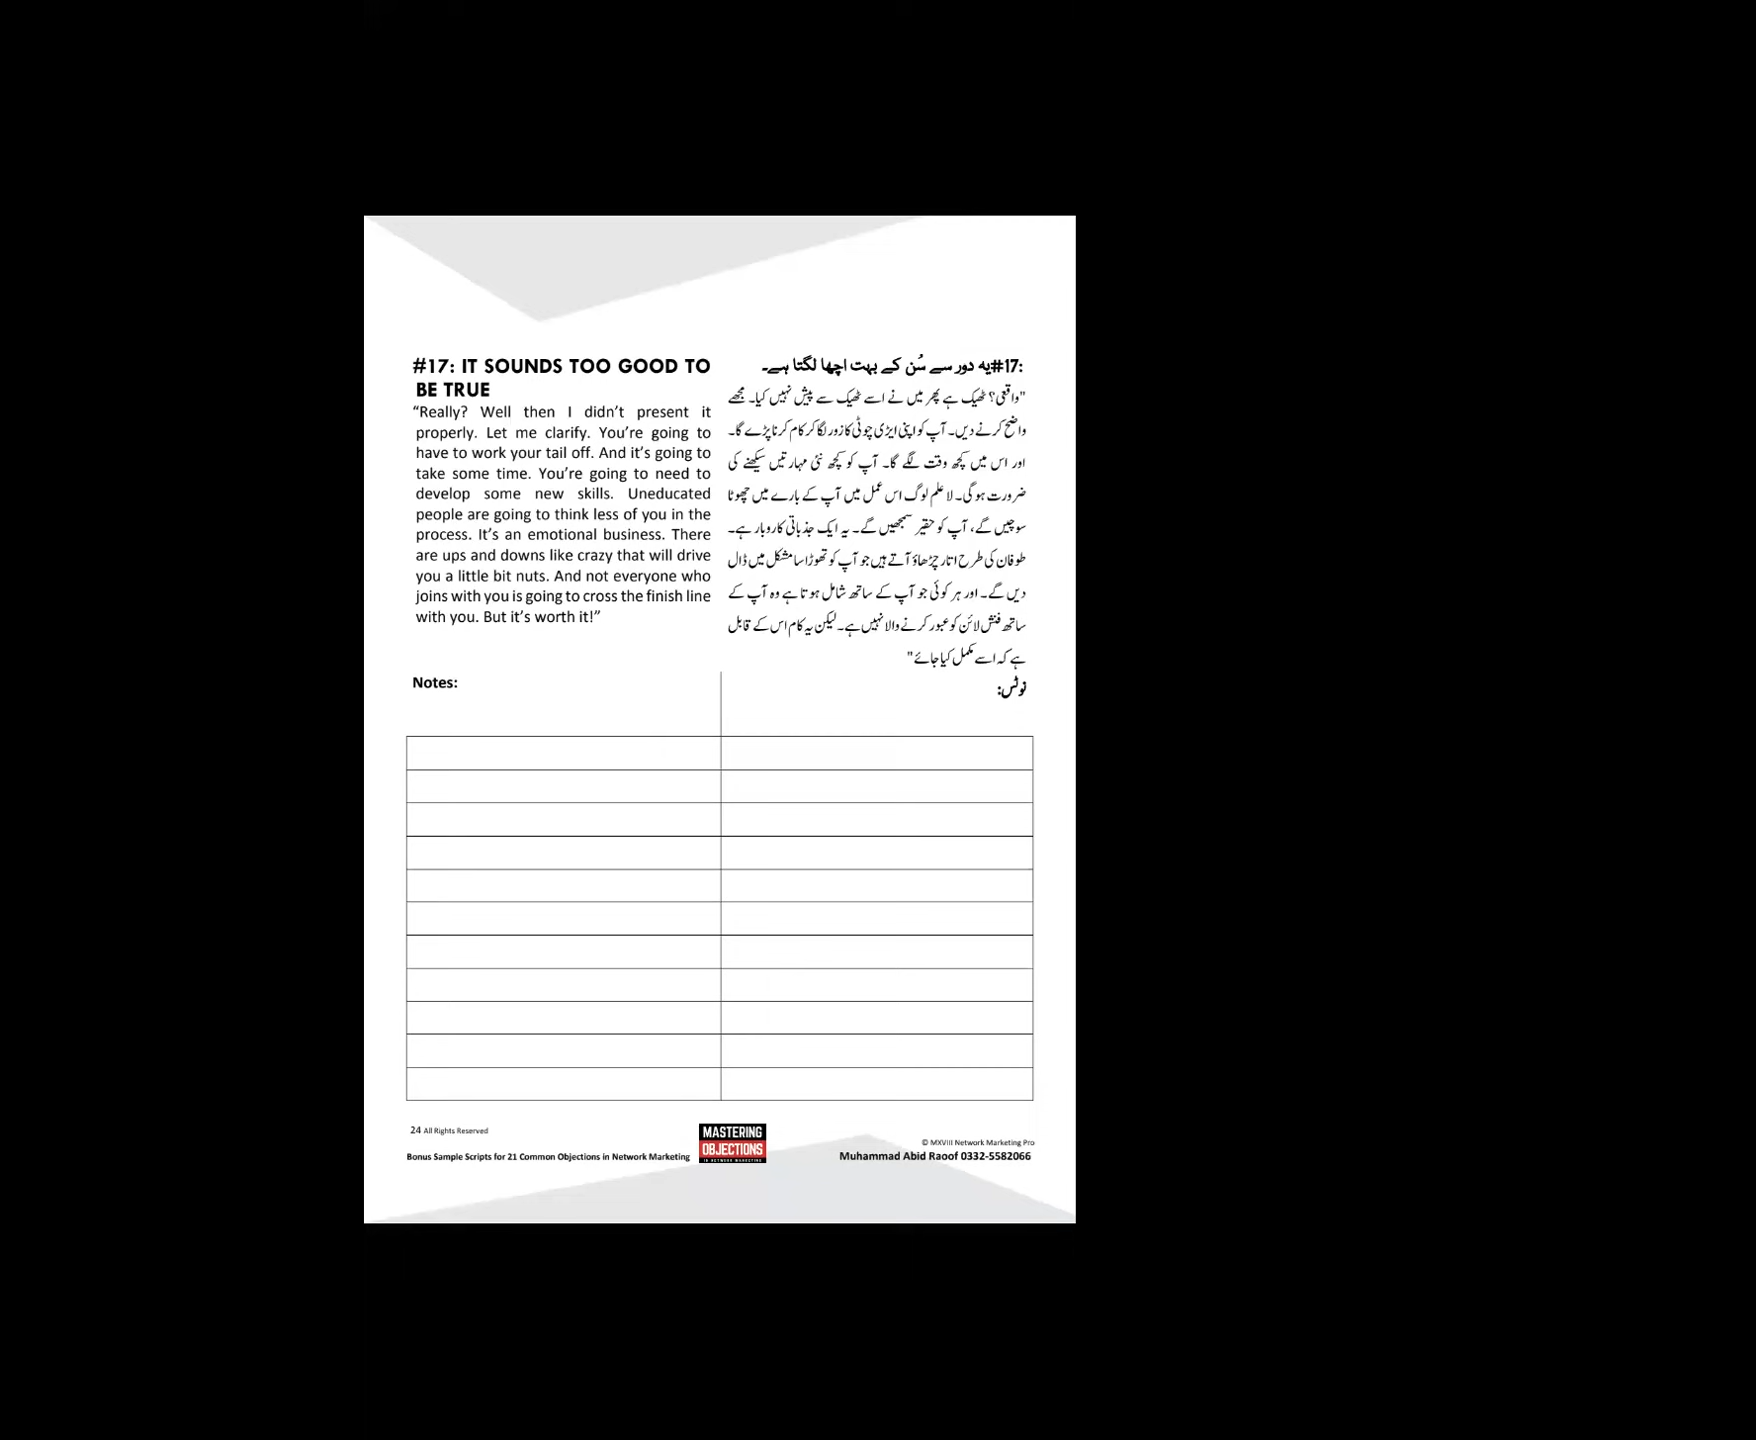 #17: IT SOUNDS TOO GOOD TO
BE TRUE
“Really? Well then I didn’t present it
properly. Let me clarify. You’re going to
have to work your tail off. And it’s going to
take some time. You’re going to need to
develop some new skills. Uneducated
people are going to think less of you in the
process. It’s an emotional business. There
are ups and downs like crazy that will drive
you a little bit nuts. And not everyone who
joins with you is going to cross the finish line
with you. But it’s worth it!”
#17:یہ دور سے سُن کے بہت اچھا لگتا ہے۔
"واقعی؟ ٹھیک ہے پھر میں نے اسے ٹھیک سے پیش نہیں کیا۔ مجھے
واضح کرنے دیں۔ آپ کو اپنی ایڑی چوٹی کا زور لگا کر کام کرنا پڑے گا۔
اور اس میں کچھ وقت لگے گا۔ آپ کو کچھ نئی مہارتیں سیکھنے کی
ضرورت ہو گی۔ لا علم لوگ اس عمل میں آپ کے بارے میں چھوٹا
سوچیں گے، آپ کو حقیر سمجھیں گے۔ یہ ایک جذباتی کاروبار ہے۔
طوفان کی طرح اتار چڑھاؤ آتے ہیں جو آپ کو تھوڑا سا مشکل میں ڈال
دیں گے۔ اور ہر کوئی جو آپ کے ساتھ شامل ہوتا ہے وہ آپ کے
ساتھ فنش لائن کو عبور کرنے والا نہیں ہے۔ لیکن یہ کام اس کے قابل
ہے کہ اسے مکمل کیا جائے"
Notes:
نوٹس:
24 All Rights Reserved
© MXVIII Network Marketing Pro
Bonus Sample Scripts for 21 Common Objections in Network Marketing
MASTERING
OBJECTIONS
IN NETWORK MARKETING
Muhammad Abid Raoof 0332-5582066